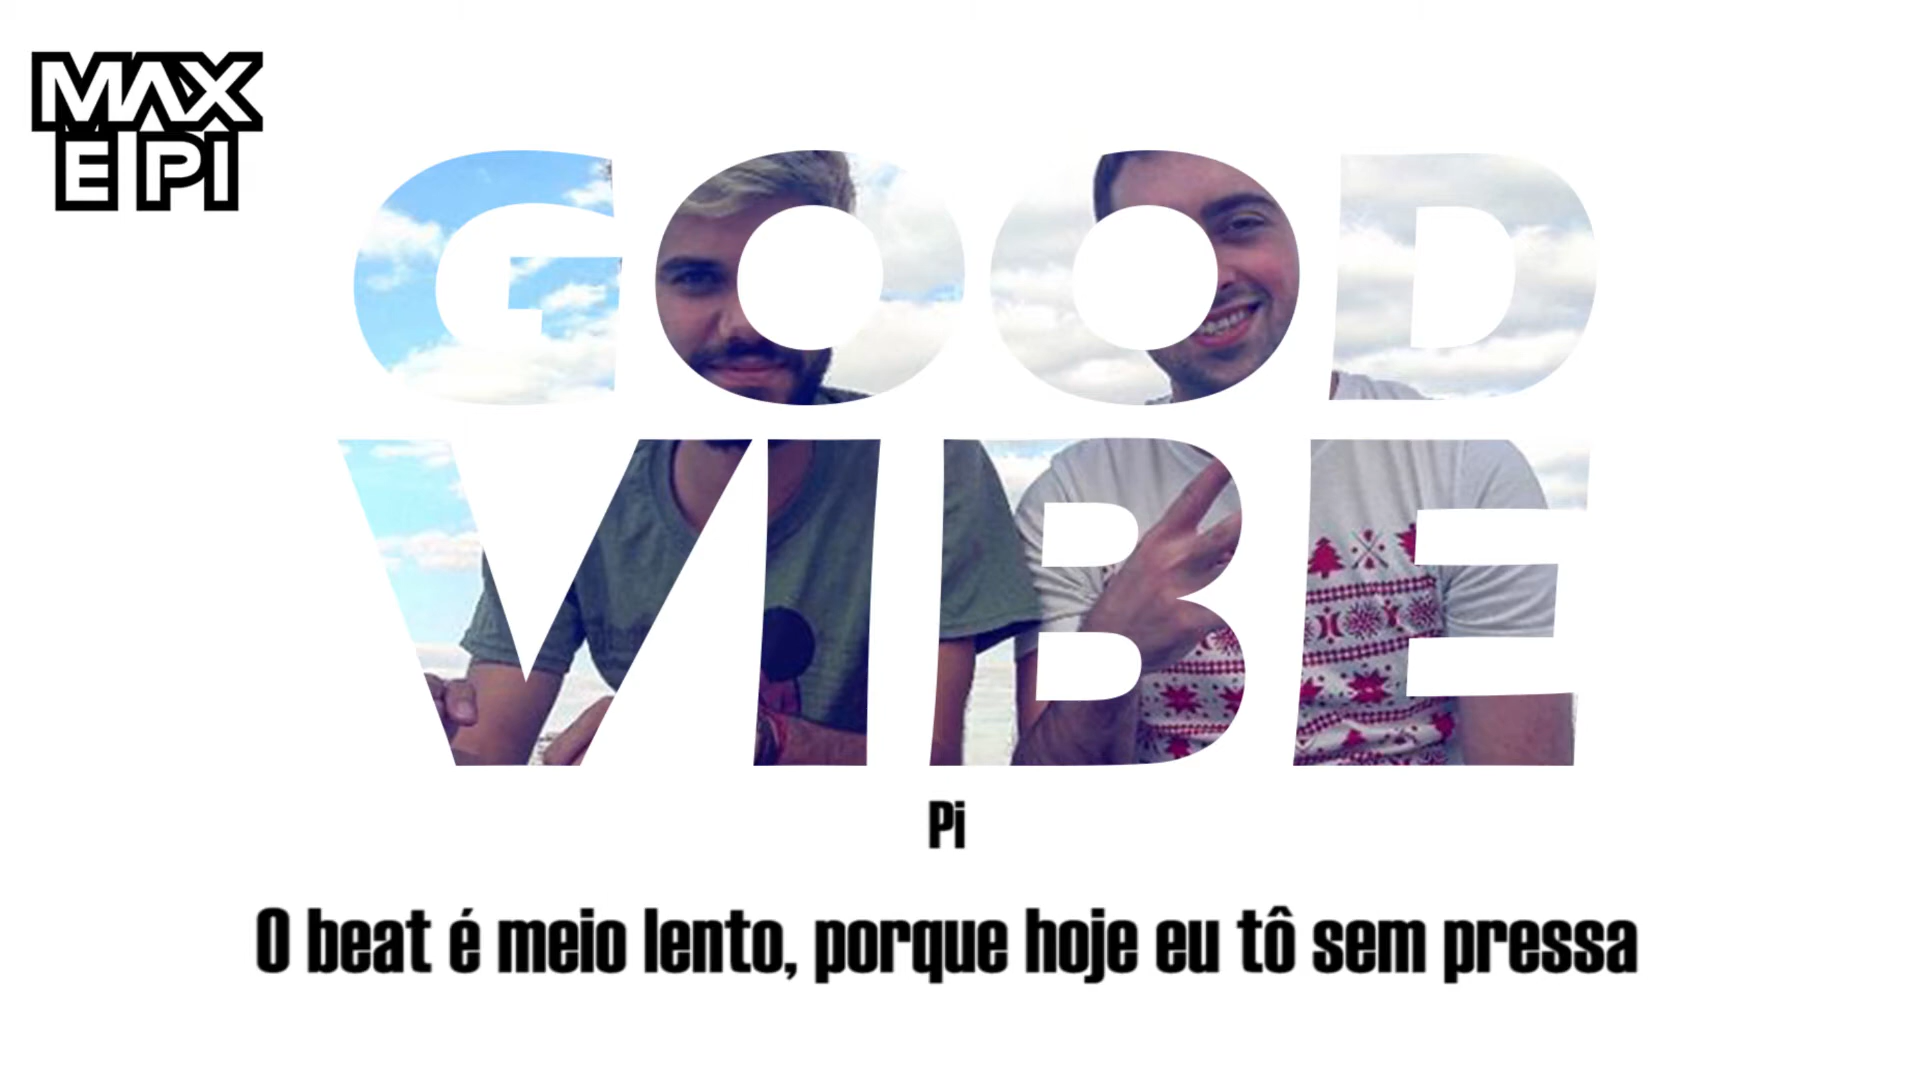 MAX
E PI
GOOD
VIBE
Pi
O beat é meio lento, porque hoje eu tô sem pressa